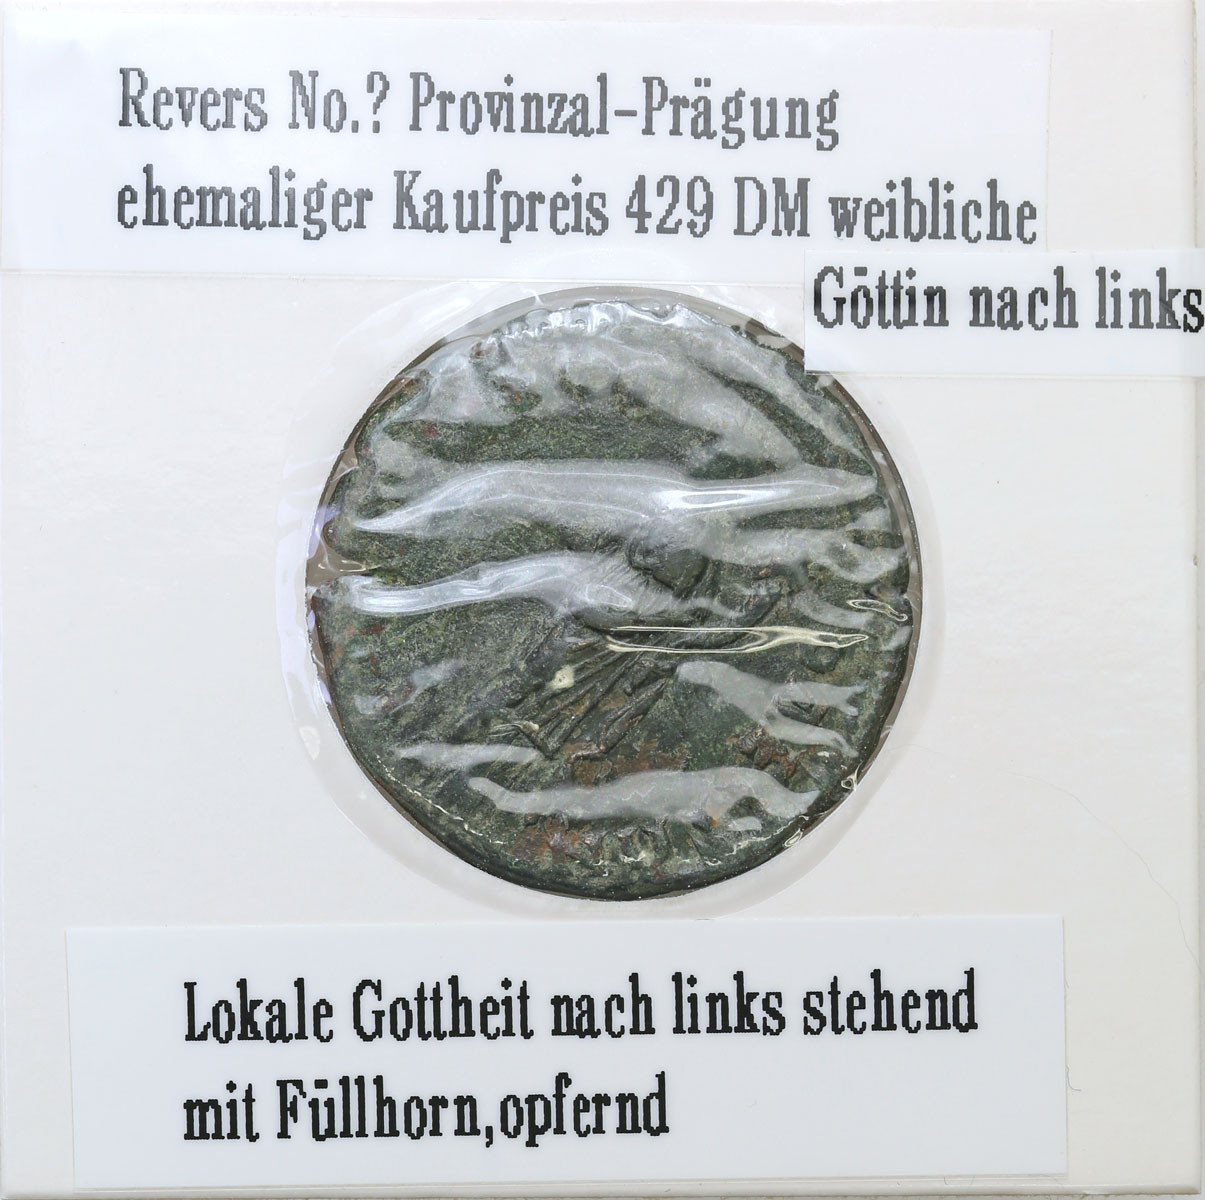 Revers No.? Provinzal-Prägung
ehemaliger Kaufpreis 429 DM weibliche
Göttin nach links
Lokale Gottheit nach links stehend
mit Füllhorn,opfernd